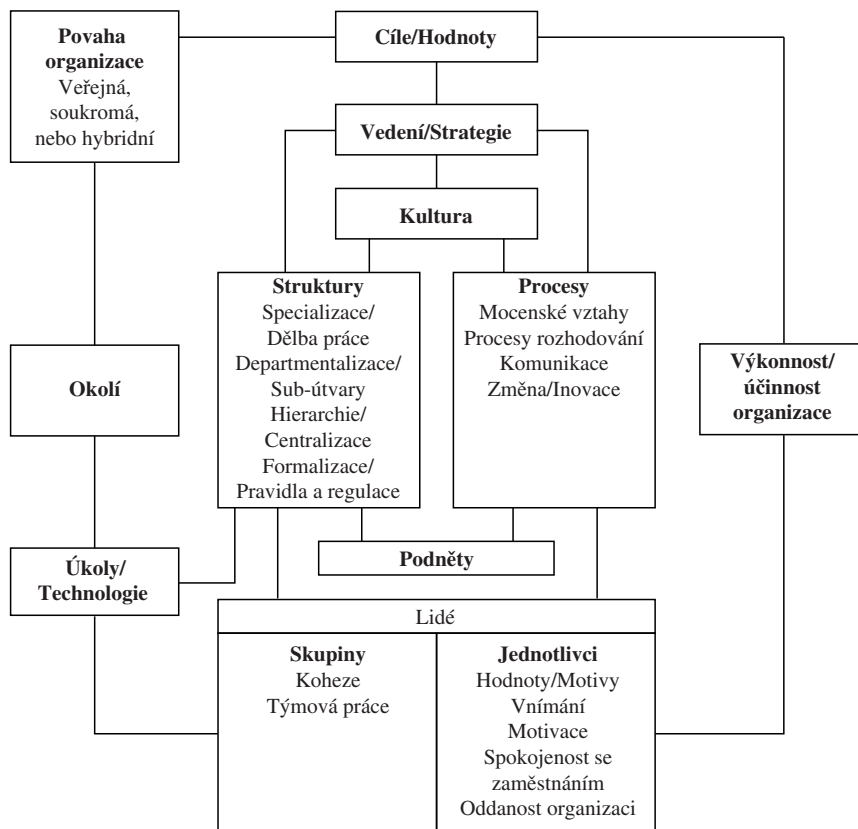 Povaha
organizace
Veřejná,
soukromá,
nebo hybridní
Cíle/Hodnoty
Vedení/Strategie
Kultura
Struktury
Specializace/
Dělba práce
Departmentalizace/
Sub-útvary
Hierarchie/
Centralizace
Formalizace/
Pravidla a regulace
Procesy
Mocenské vztahy
Procesy rozhodování
Komunikace
Změna/Inovace
Okolí
Výkonnost/
účinnost
organizace
Podněty
Úkoly/
Technologie
Lidé
Skupiny
Koheze
Týmová práce
Jednotlivci
Hodnoty/Motivy
Vnímání
Motivace
Spokojenost se
zaměstnáním
Oddanost organizaci